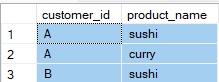 customer_id product_name
1 A sushi
2 A curry
3 B sushi